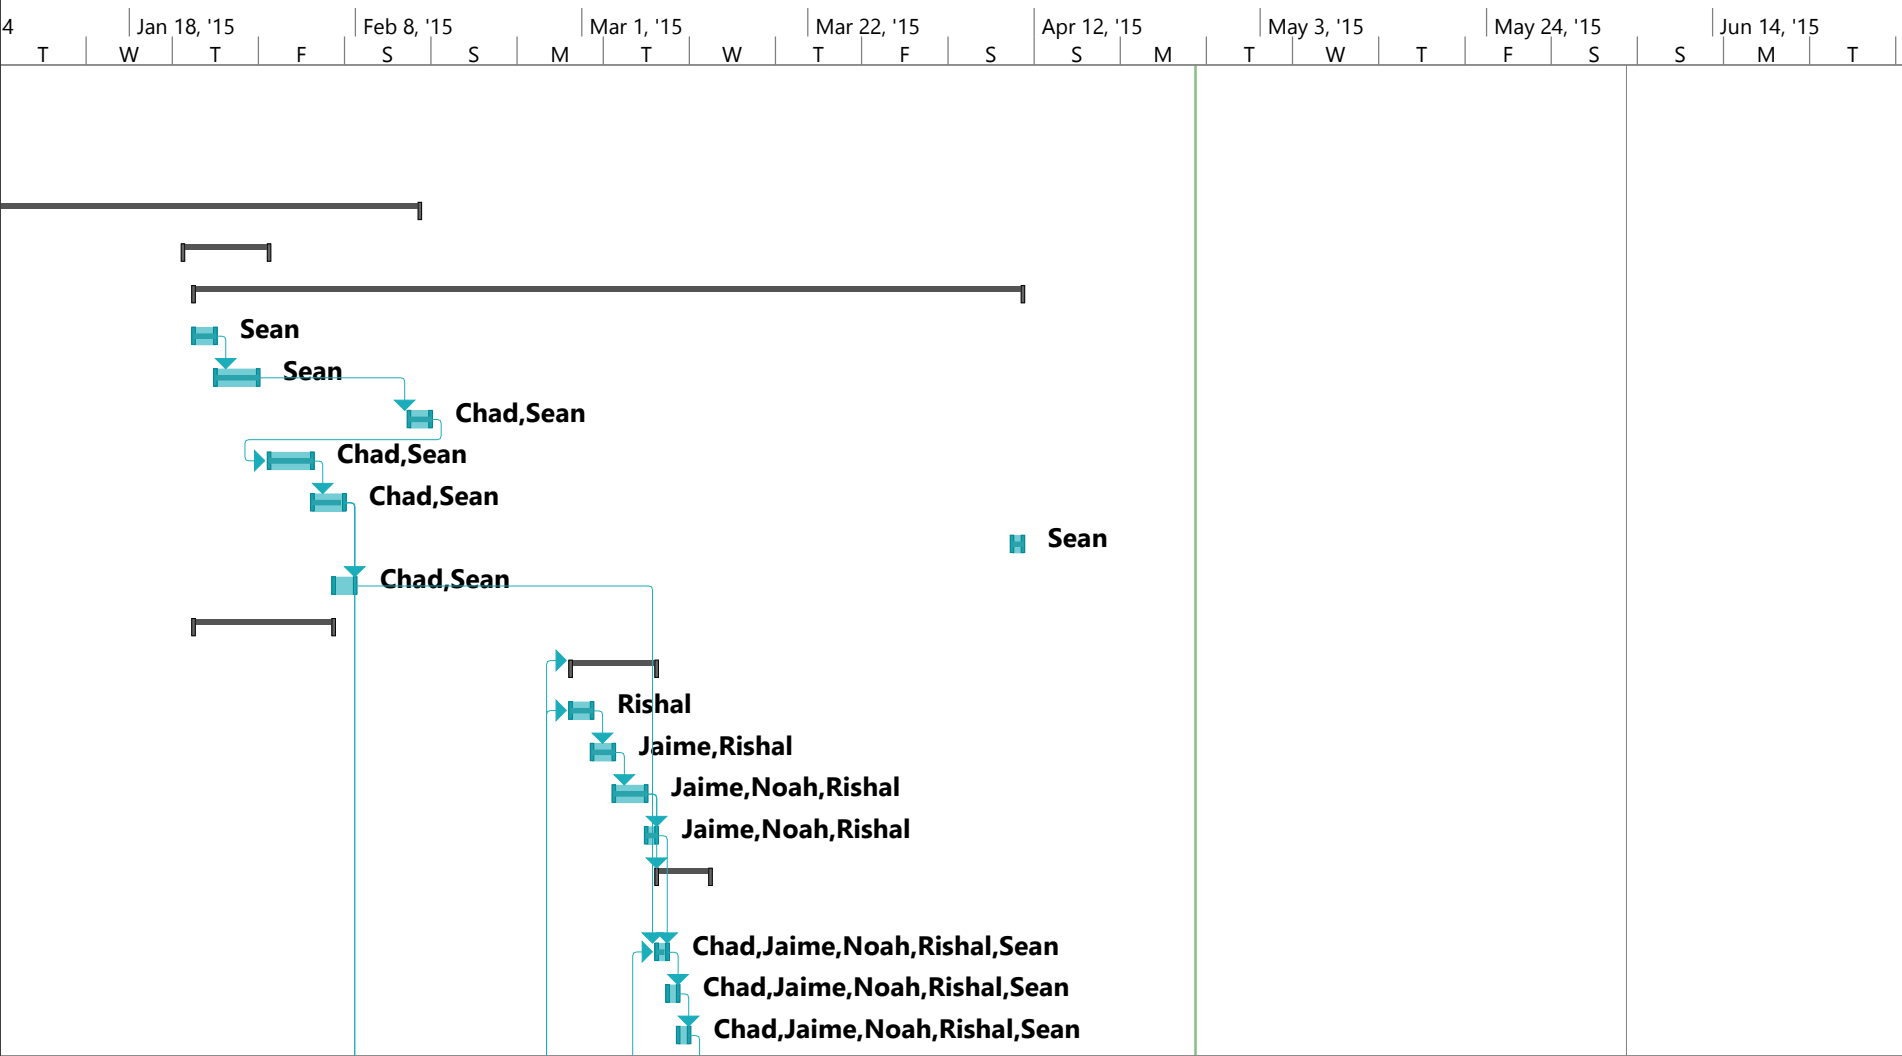 4 Jan 18, '15 Feb 8, '15 Mar 1, '15 Mar 22, '15 Apr 12, '15 May 3, '15 May 24, '15 Jun 14, '15
T W T F S S M T W T F S S M T W T F S S M T
Sean
Sean
Chad,Sean
Chad,Sean
Chad,Sean
Sean
Chad,Sean
Rishal
Jaime,Rishal
Jaime,Noah,Rishal
Jaime,Noah,Rishal
Chad,Jaime,Noah,Rishal,Sean
Chad,Jaime,Noah,Rishal,Sean
Chad,Jaime,Noah,Rishal,Sean